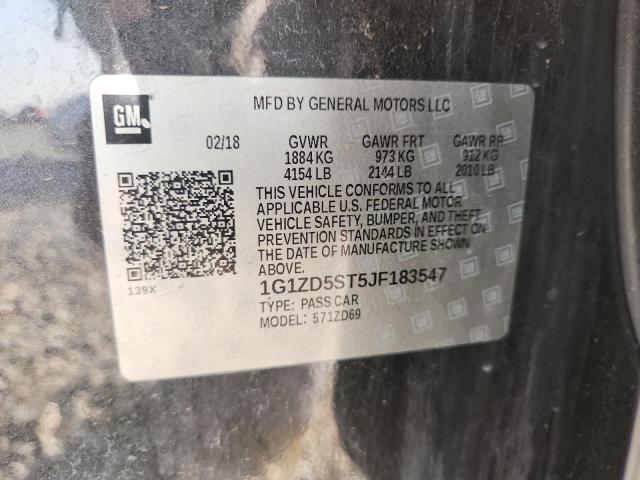 GM
MFD BY GENERAL MOTORS LLC
02/18 GVWR GAWR FRT GAWR RR
1884 KG 973 KG 912 KG
4154 LB 2144 LB 2010 LB
THIS VEHICLE CONFORMS TO ALL
APPLICABLE U.S. FEDERAL MOTOR
VEHICLE SAFETY, BUMPER, AND THEFT
PREVENTION STANDARDS IN EFFECT ON
THE DATE OF MANUFACTURE SHOWN
ABOVE.
139X
1G1ZD5ST5JF183547
TYPE: PASS CAR
MODEL: 571ZD69